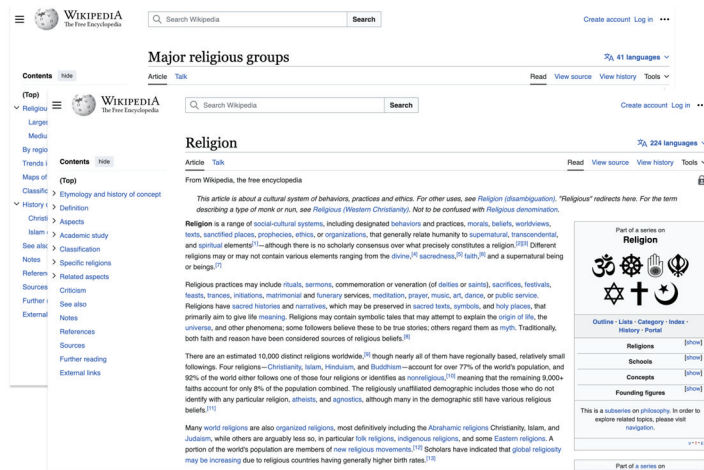 WIKIPEDIA
The Free Encyclopedia
Search Wikipedia
Search
Create account Log in
Major religious groups
41 languages
Contents hide
Article Talk
Read View source View history Tools
(Top)
WIKIPEDIA
The Free Encyclopedia
Search Wikipedia
Search
Create account Log in
Large
Mediu
By regio
Trends i
Maps of
Classific
History
Christi
Islam
See also
Notes
Referen
Sources
Further
External
Religion
224 languages
Contents hide
Article Talk
Read View source View history Tools
(Top)
Etymology and history of concept
Definition
Aspects
Academic study
Classification
Specific religions
Related aspects
Criticism
See also
Notes
References
Sources
Further reading
External links
From Wikipedia, the free encyclopedia
This article is about a cultural system of behaviors, practices and ethics. For other uses, see Religion (disambiguation). "Religious" redirects here. For the term
describing a type of monk or nun, see Religious (Western Christianity). Not to be confused with Religious denomination.
Religion is a range of social-cultural systems, including designated behaviors and practices, morals, beliefs, worldviews,
texts, sanctified places, prophecies, ethics, or organizations, that generally relate humanity to supernatural, transcendental,
and spiritual elements[1]—although there is no scholarly consensus over what precisely constitutes a religion.[2][3] Different
religions may or may not contain various elements ranging from the divine,[4] sacredness,[5] faith,[6] and a supernatural being
or beings.[7]
Religious practices may include rituals, sermons, commemoration or veneration (of deities or saints), sacrifices, festivals,
feasts, trances, initiations, matrimonial and funerary services, meditation, prayer, music, art, dance, or public service.
Religions have sacred histories and narratives, which may be preserved in sacred texts, symbols, and holy places, that
primarily aim to give life meaning. Religions may contain symbolic tales that may attempt to explain the origin of life, the
universe, and other phenomena; some followers believe these to be true stories; others regard them as myth. Traditionally,
both faith and reason have been considered sources of religious beliefs.[8]
There are an estimated 10,000 distinct religions worldwide,[9] though nearly all of them have regionally based, relatively small
followings. Four religions—Christianity, Islam, Hinduism, and Buddhism—account for over 77% of the world's population, and
92% of the world either follows one of those four religions or identifies as nonreligious,[10] meaning that the remaining 9,000+
faiths account for only 8% of the population combined. The religiously unaffiliated demographic includes those who do not
identify with any particular religion, atheists, and agnostics, although many in the demographic still have various religious
beliefs.[11]
Many world religions are also organized religions, most definitively including the Abrahamic religions Christianity, Islam, and
Judaism, while others are arguably less so, in particular folk religions, indigenous religions, and some Eastern religions. A
portion of the world's population are members of new religious movements.[12] Scholars have indicated that global religiosity
may be increasing due to religious countries having generally higher birth rates.[13]
Part of a series on
Religion
Outline · Lists · Category · Index ·
History · Portal
Religions [show]
Schools [show]
Concepts [show]
Founding figures [show]
This is a subseries on philosophy. In order to
explore related topics, please visit
navigation.
V·T·E
Part of a series on